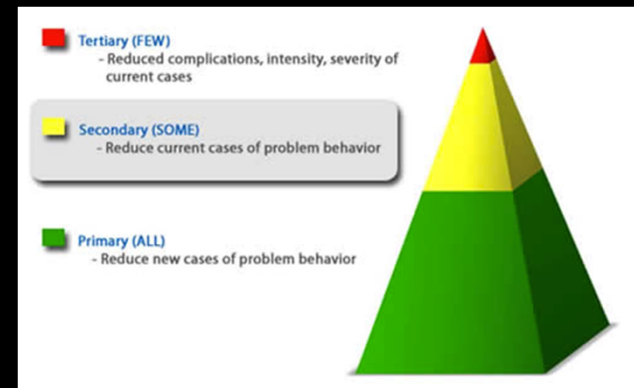 Tertiary (FEW)
- Reduced complications, intensity, severity of
current cases
Secondary (SOME)
- Reduce current cases of problem behavior
Primary (ALL)
- Reduce new cases of problem behavior